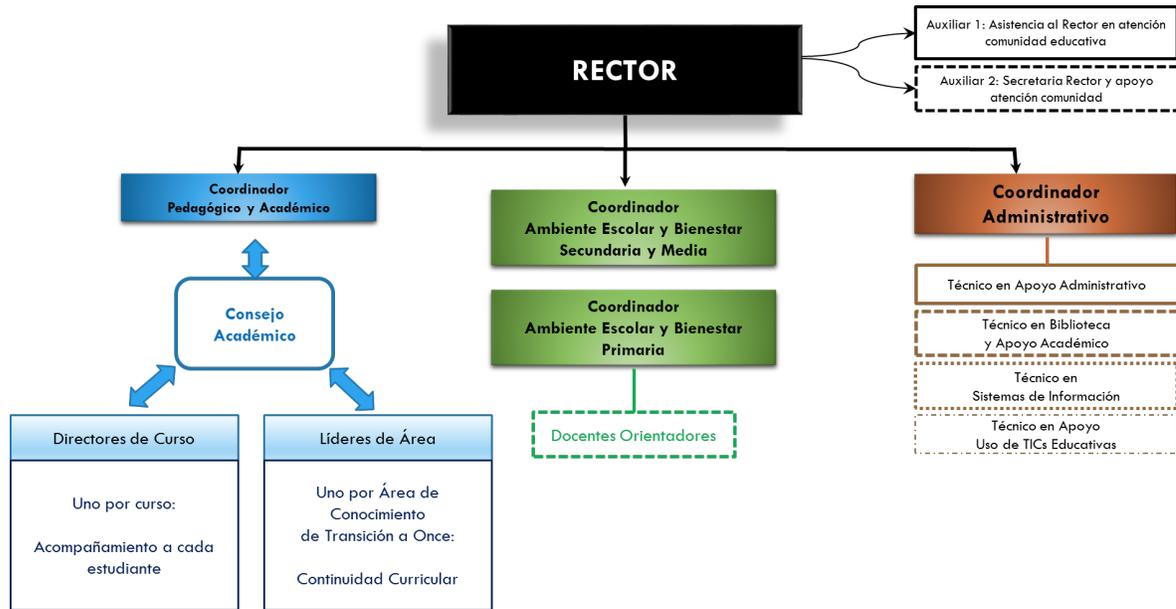 RECTOR
Auxiliar 1: Asistencia al Rector en atención
comunidad educativa
Auxiliar 2: Secretaria Rector y apoyo
atención comunidad
Coordinador
Pedagógico y Académico
Consejo
Académico
Directores de Curso
Uno por curso:
Acompañamiento a cada
estudiante
Líderes de Área
Uno por Área de
Conocimiento
de Transición a Once:
Continuidad Curricular
Coordinador
Ambiente Escolar y Bienestar
Secundaria y Media
Coordinador
Ambiente Escolar y Bienestar
Primaria
Docentes Orientadores
Coordinador
Administrativo
Técnico en Apoyo Administrativo
Técnico en Biblioteca
y Apoyo Académico
Técnico en
Sistemas de Información
Técnico en Apoyo
Uso de TICs Educativas